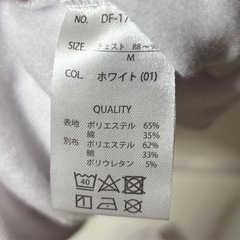 NO. DF-17
SIZE チェスト 88~9
M
COL. ホワイト (01)
QUALITY
表地 ポリエステル 65%
綿 35%
別布 ポリエステル 62%
綿 33%
ポリウレタン 5%
40